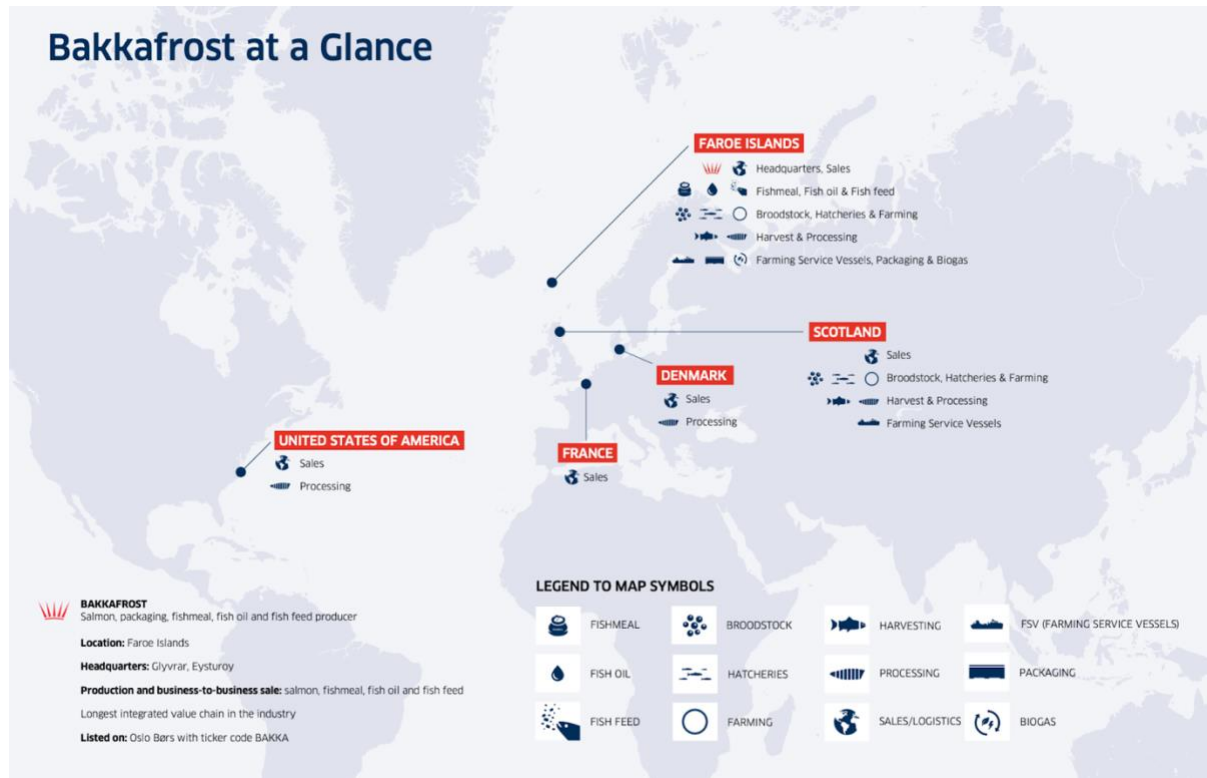 Bakkafrost at a Glance
FAROE ISLANDS
Headquarters, Sales
Fishmeal, Fish oil & Fish feed
Broodstock, Hatcheries & Farming
Harvest & Processing
Farming Service Vessels, Packaging & Biogas
SCOTLAND
Sales
Broodstock, Hatcheries & Farming
Harvest & Processing
Farming Service Vessels
DENMARK
Sales
Processing
FRANCE
Sales
UNITED STATES OF AMERICA
Sales
Processing
BAKKAFROST
Salmon, packaging, fishmeal, fish oil and fish feed producer
Location: Faroe Islands
Headquarters: Glyvrar, Eysturoy
Production and business-to-business sale: salmon, fishmeal, fish oil and fish feed
Longest integrated value chain in the industry
Listed on: Oslo Børs with ticker code BAKKA
LEGEND TO MAP SYMBOLS
FISHMEAL
BROODSTOCK
HARVESTING
FSV (FARMING SERVICE VESSELS)
FISH OIL
HATCHERIES
PROCESSING
PACKAGING
FISH FEED
FARMING
SALES/LOGISTICS
BIOGAS